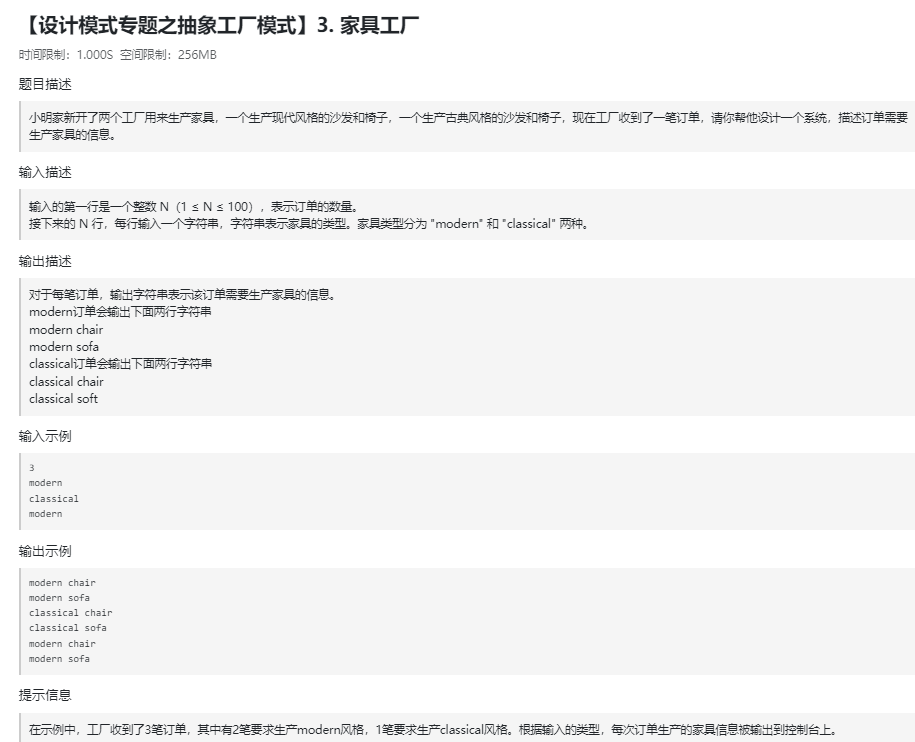 【设计模式专题之抽象工厂模式】3. 家具工厂
时间限制：1.000S 空间限制：256MB
题目描述
小明家新开了两个工厂用来生产家具，一个生产现代风格的沙发和椅子，一个生产古典风格的沙发和椅子，现在工厂收到了一笔订单，请你帮他设计一个系统，描述订单需要
生产家具的信息。
输入描述
输入的第一行是一个整数 N（1 ≤ N ≤ 100），表示订单的数量。
接下来的 N 行，每行输入一个字符串，字符串表示家具的类型。家具类型分为 "modern" 和 "classical" 两种。
输出描述
对于每笔订单，输出字符串表示该订单需要生产家具的信息。
modern订单会输出下面两行字符串
modern chair
modern sofa
classical订单会输出下面两行字符串
classical chair
classical soft
输入示例
3
modern
classical
modern
输出示例
modern chair
modern sofa
classical chair
classical sofa
modern chair
modern sofa
提示信息
在示例中，工厂收到了3笔订单，其中有2笔要求生产modern风格，1笔要求生产classical风格。根据输入的类型，每次订单生产的家具信息被输出到控制台上。